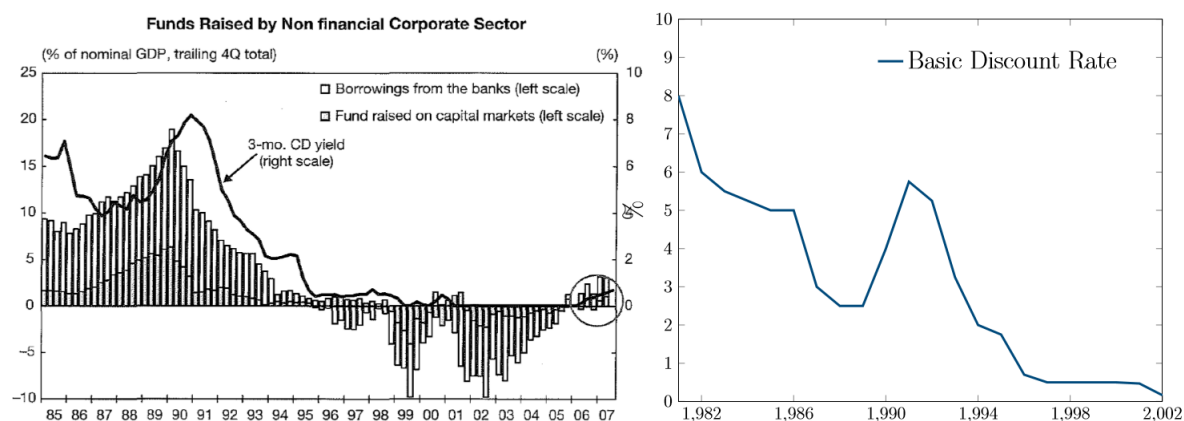 Funds Raised by Non financial Corporate Sector
(% of nominal GDP, trailing 4Q total) (%)
25 10
Borrowings from the banks (left scale)
20 8
Fund raised on capital markets (left scale)
3-mo. CD yield
(right scale)
15 6
10 4
5 2
0 0
−5
−10
85 86 87 88 89 90 91 92 93 94 95 96 97 98 99 00 01 02 03 04 05 06 07
%
10
9
8
7
6
5
4
3
2
1
0
Basic Discount Rate
1,982 1,986 1,990 1,994 1,998 2,002